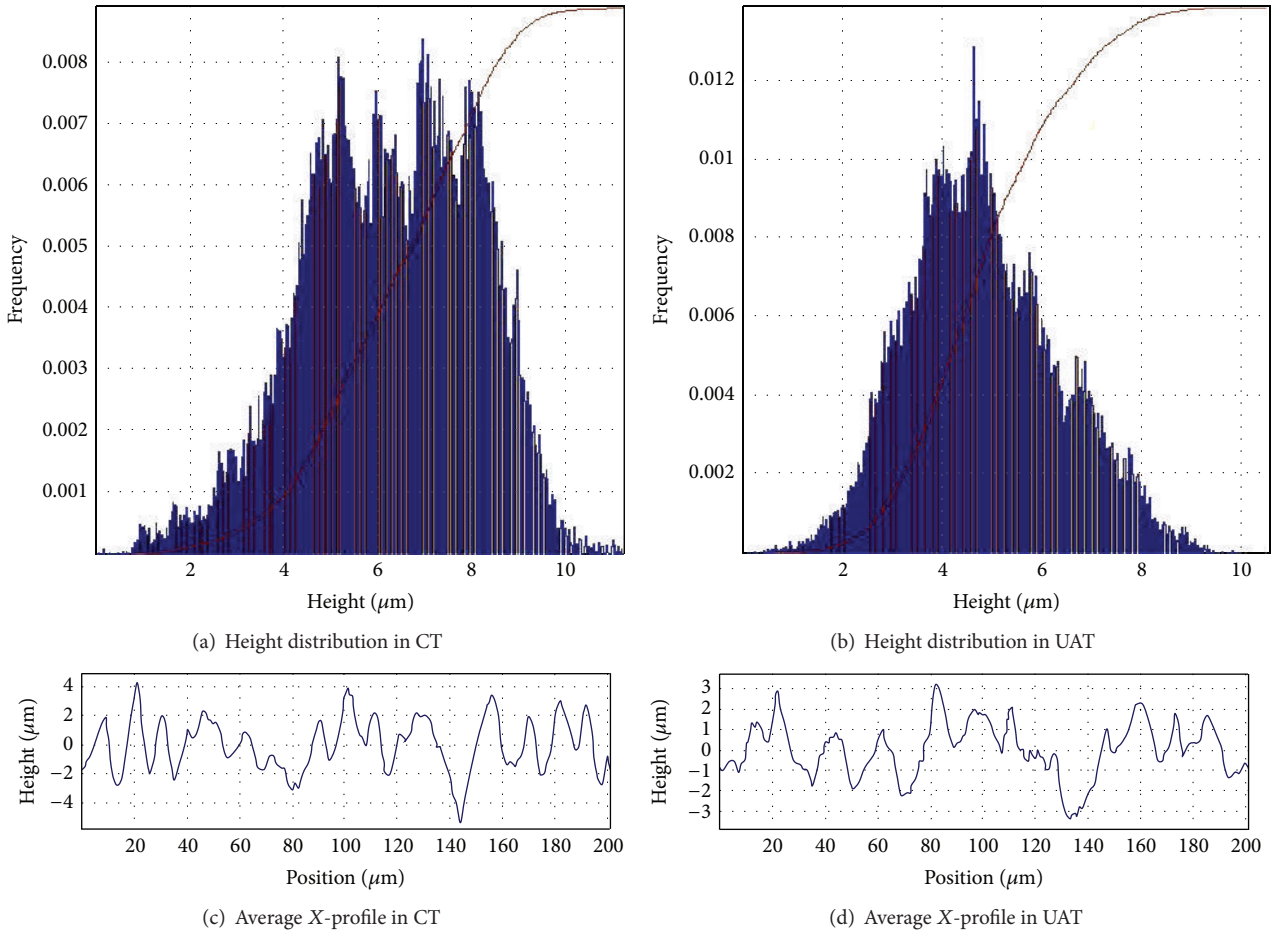 0.008
0.007
0.006
0.005
0.004
0.003
0.002
0.001
Frequency
2 4 6 8 10
Height (μm)
(a) Height distribution in CT
0.012
0.01
0.008
0.006
0.004
0.002
Frequency
2 4 6 8 10
Height (μm)
(b) Height distribution in UAT
4
2
0
−2
−4
Height (μm)
20 40 60 80 100 120 140 160 180 200
Position (μm)
(c) Average X-profile in CT
3
2
1
0
−1
−2
−3
Height (μm)
20 40 60 80 100 120 140 160 180 200
Position (μm)
(d) Average X-profile in UAT